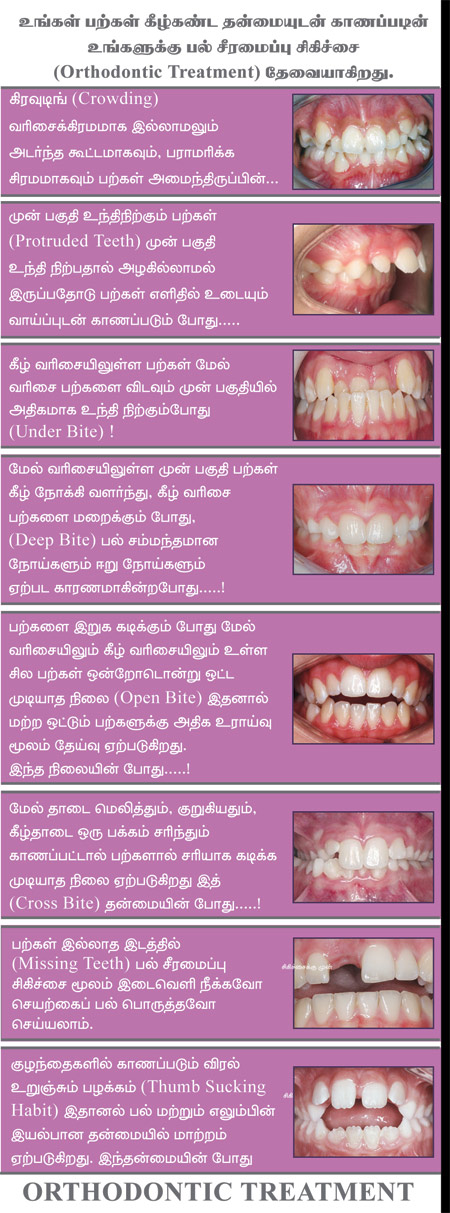 உங்கள் பற்கள் கீழ்கண்ட தன்மையுடன் காணப்படின்
உங்களுக்கு பல் சீரமைப்பு சிகிச்சை
(Orthodontic Treatment) தேவையாகிறது.
கிரவுடிங் (Crowding)
வரிசைக்கிரமமாக இல்லாமலும்
அடர்ந்த கூட்டமாகவும், பராமரிக்க
சிரமமாகவும் பற்கள் அமைந்திருப்பின்...
முன் பகுதி உந்திநிற்கும் பற்கள்
(Protruded Teeth) முன் பகுதி
உந்தி நிற்பதால் அழகில்லாமல்
இருப்பதோடு பற்கள் எளிதில் உடையும்
வாய்ப்புடன் காணப்படும் போது.....
கீழ் வரிசையிலுள்ள பற்கள் மேல்
வரிசை பற்களை விடவும் முன் பகுதியில்
அதிகமாக உந்தி நிற்கும்போது
(Under Bite) !
மேல் வரிசையிலுள்ள முன் பகுதி பற்கள்
கீழ் நோக்கி வளர்ந்து, கீழ் வரிசை
பற்களை மறைக்கும் போது,
(Deep Bite) பல் சம்மந்தமான
நோய்களும் ஈறு நோய்களும்
ஏற்பட காரணமாகின்றபோது.....!
பற்களை இறுக கடிக்கும் போது மேல்
வரிசையிலும் கீழ் வரிசையிலும் உள்ள
சில பற்கள் ஒன்றோடொன்று ஒட்ட
முடியாத நிலை (Open Bite) இதனால்
மற்ற ஒட்டும் பற்களுக்கு அதிக உராய்வு
மூலம் தேய்வு ஏற்படுகிறது.
இந்த நிலையின் போது.....!
மேல் தாடை மெலித்தும், குறுகியதும்,
கீழ்தாடை ஒரு பக்கம் சரிந்தும்
காணப்பட்டால் பற்களால் சரியாக கடிக்க
முடியாத நிலை ஏற்படுகிறது இத்
(Cross Bite) தன்மையின் போது.....!
பற்கள் இல்லாத இடத்தில்
(Missing Teeth) பல் சீரமைப்பு
சிகிச்சை மூலம் இடைவெளி நீக்கவோ
செயற்கைப் பல் பொருத்தவோ
செய்யலாம்.
சிகிச்சைக்கு முன்
குழந்தைகளில் காணப்படும் விரல்
உறுஞ்சும் பழக்கம் (Thumb Sucking
Habit) இதானல் பல் மற்றும் எலும்பின்
இயல்பான தன்மையில் மாற்றம்
ஏற்படுகிறது. இந்தன்மையின் போது
ORTHODONTIC TREATMENT